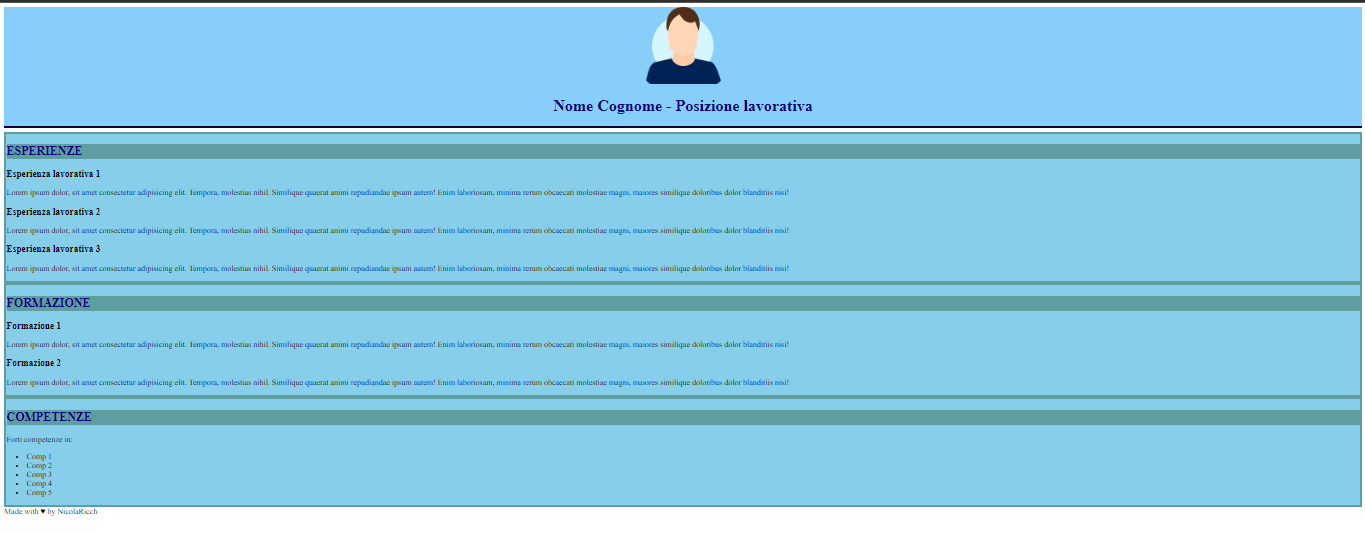 Nome Cognome - Posizione lavorativa
ESPERIENZE
Esperienza lavorativa 1
Lorem ipsum dolor, sit amet consectetur adipisicing elit. Tempora, molestias nihil. Similique quaerat animi repudiandae ipsum autem! Enim laboriosam, minima rerum obcaecati molestiae magni, maiores similique doloribus dolor blanditiis nisi!
Esperienza lavorativa 2
Lorem ipsum dolor, sit amet consectetur adipisicing elit. Tempora, molestias nihil. Similique quaerat animi repudiandae ipsum autem! Enim laboriosam, minima rerum obcaecati molestiae magni, maiores similique doloribus dolor blanditiis nisi!
Esperienza lavorativa 3
Lorem ipsum dolor, sit amet consectetur adipisicing elit. Tempora, molestias nihil. Similique quaerat animi repudiandae ipsum autem! Enim laboriosam, minima rerum obcaecati molestiae magni, maiores similique doloribus dolor blanditiis nisi!
FORMAZIONE
Formazione 1
Lorem ipsum dolor, sit amet consectetur adipisicing elit. Tempora, molestias nihil. Similique quaerat animi repudiandae ipsum autem! Enim laboriosam, minima rerum obcaecati molestiae magni, maiores similique doloribus dolor blanditiis nisi!
Formazione 2
Lorem ipsum dolor, sit amet consectetur adipisicing elit. Tempora, molestias nihil. Similique quaerat animi repudiandae ipsum autem! Enim laboriosam, minima rerum obcaecati molestiae magni, maiores similique doloribus dolor blanditiis nisi!
COMPETENZE
Forti competenze in:
• Comp 1
• Comp 2
• Comp 3
• Comp 4
• Comp 5
Made with ♥ by NicolaRicch